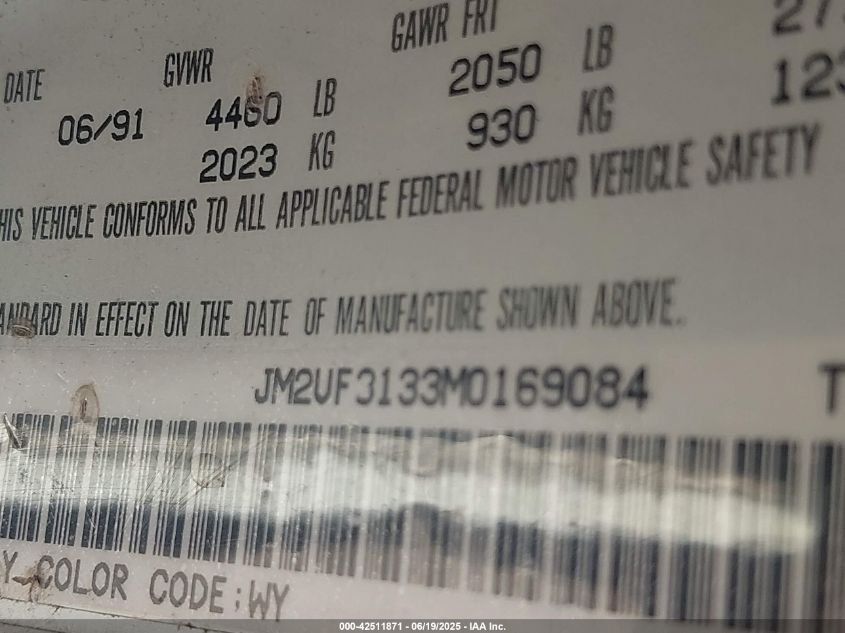 DATE GVWR GAWR FRT
06/91 4460 LB 2050 LB
2023 KG 930 KG 123
HIS VEHICLE CONFORMS TO ALL APPLICABLE FEDERAL MOTOR VEHICLE SAFETY
ANDARD IN EFFECT ON THE DATE OF MANUFACTURE SHOWN ABOVE.
JM2UF3133M0169084 T
Y COLOR CODE:WY
000-42511871 - 06/19/2025 - IAA Inc.